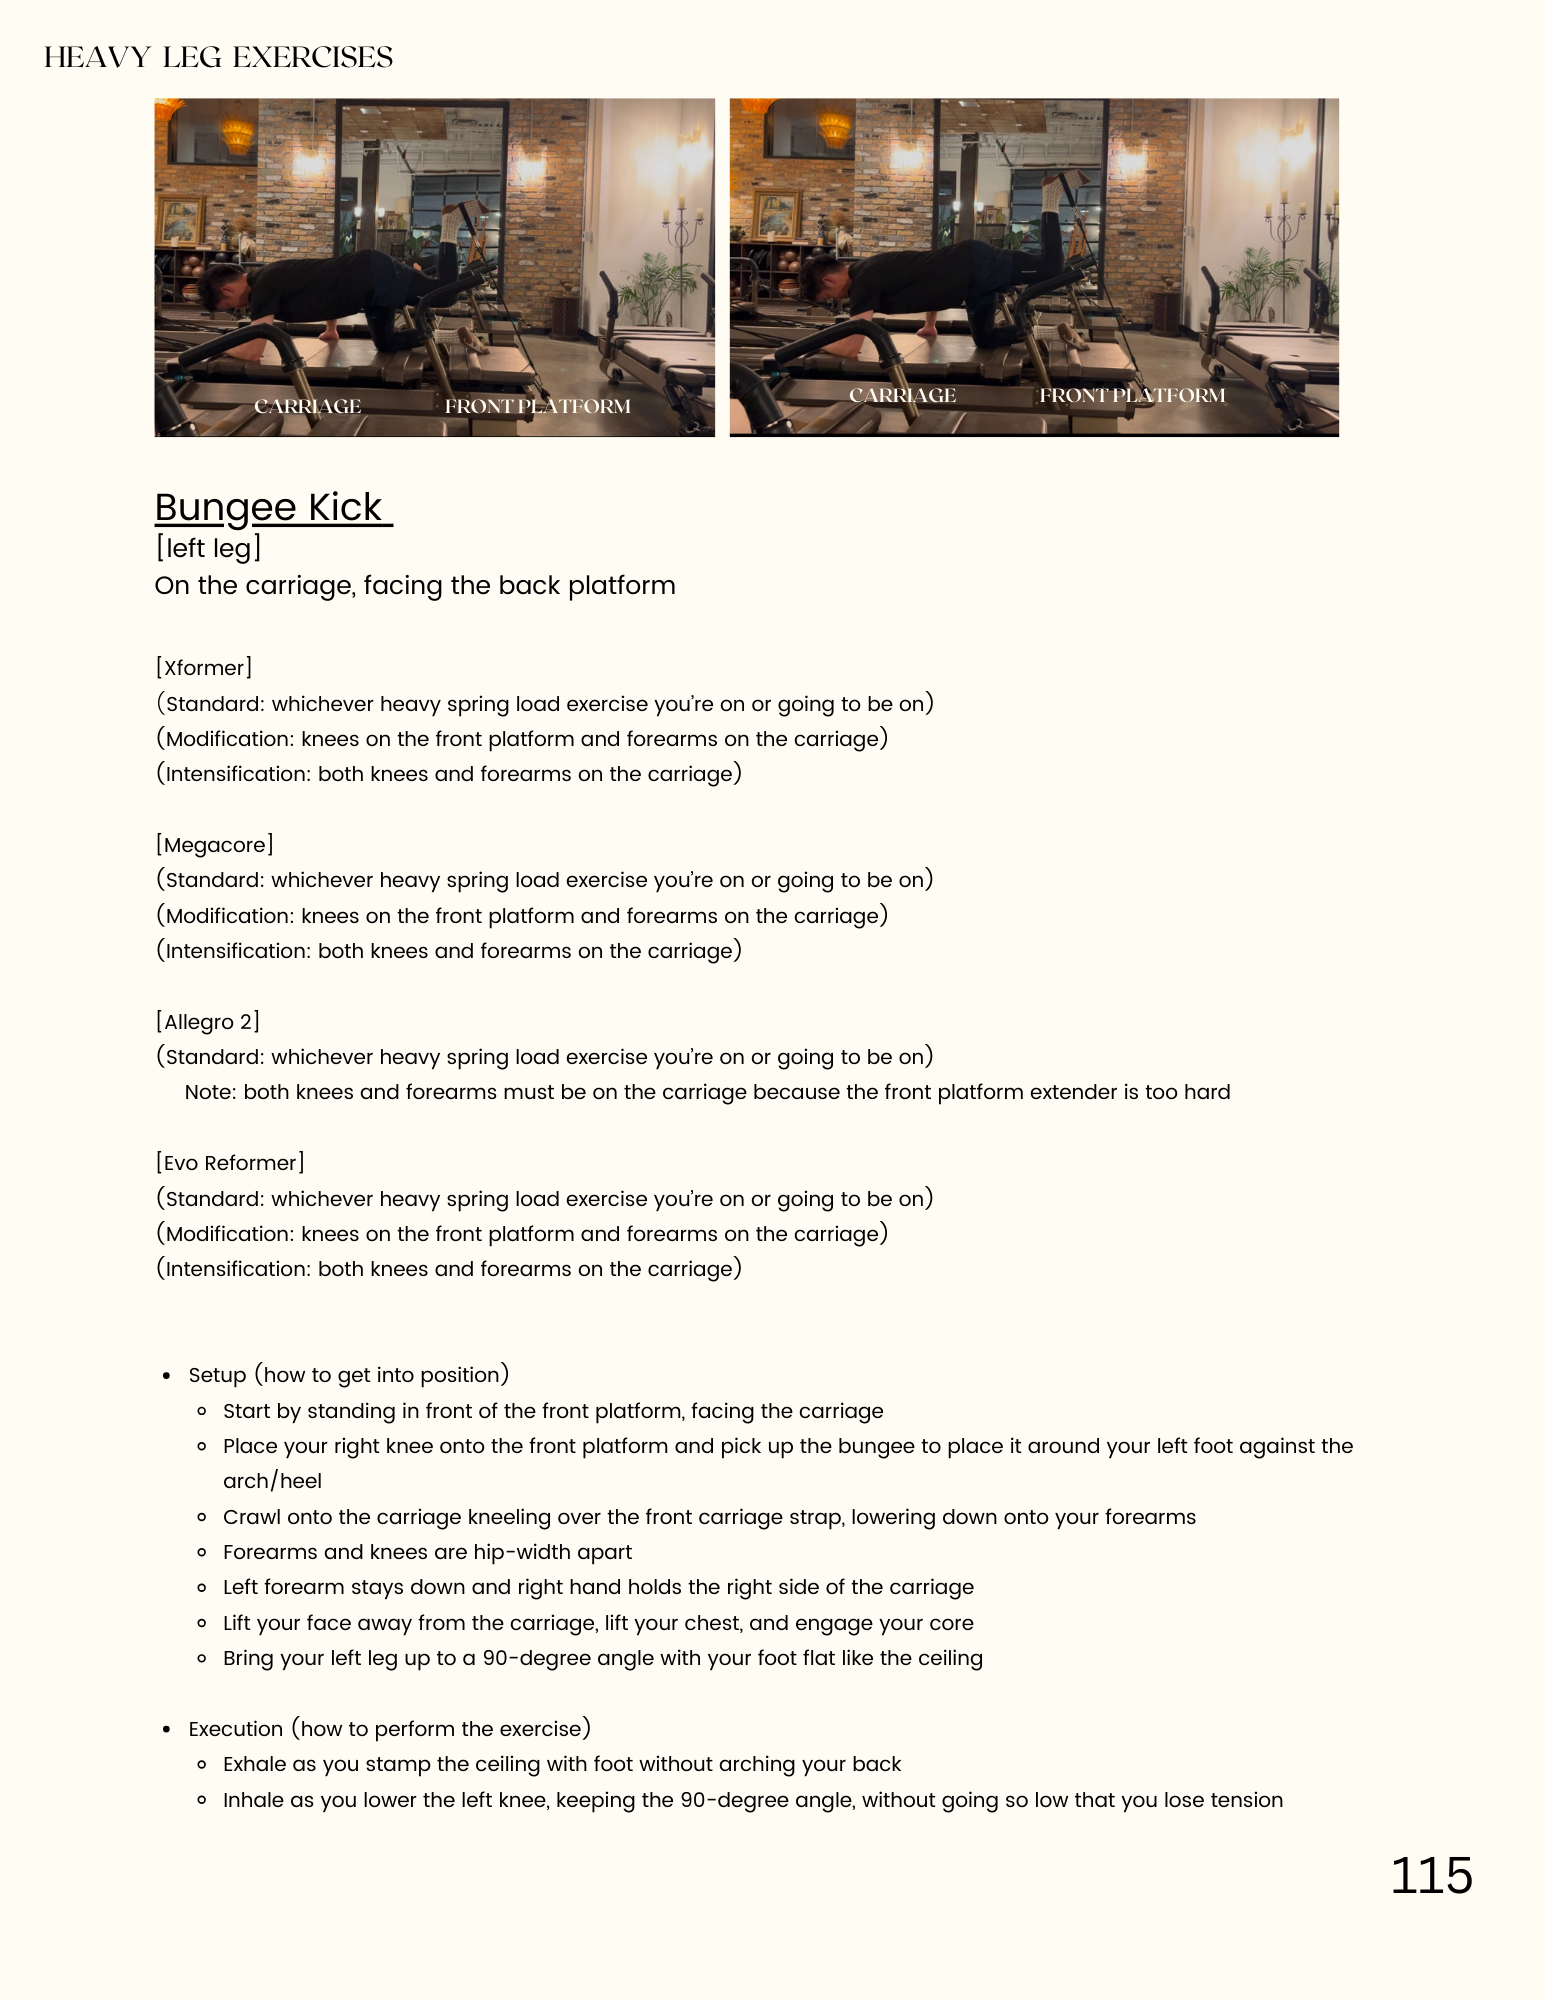 HEAVY LEG EXERCISES
CARRIAGE
FRONT PLATFORM
CARRIAGE
FRONT PLATFORM
Bungee Kick
[left leg]
On the carriage, facing the back platform
[Xformer]
(Standard: whichever heavy spring load exercise you're on or going to be on)
(Modification: knees on the front platform and forearms on the carriage)
(Intensification: both knees and forearms on the carriage)
[Megacore]
(Standard: whichever heavy spring load exercise you're on or going to be on)
(Modification: knees on the front platform and forearms on the carriage)
(Intensification: both knees and forearms on the carriage)
[Allegro 2]
(Standard: whichever heavy spring load exercise you're on or going to be on)
Note: both knees and forearms must be on the carriage because the front platform extender is too hard
[Evo Reformer]
(Standard: whichever heavy spring load exercise you're on or going to be on)
(Modification: knees on the front platform and forearms on the carriage)
(Intensification: both knees and forearms on the carriage)
• Setup (how to get into position)
◦ Start by standing in front of the front platform, facing the carriage
◦ Place your right knee onto the front platform and pick up the bungee to place it around your left foot against the
arch/heel
◦ Crawl onto the carriage kneeling over the front carriage strap, lowering down onto your forearms
◦ Forearms and knees are hip-width apart
◦ Left forearm stays down and right hand holds the right side of the carriage
◦ Lift your face away from the carriage, lift your chest, and engage your core
◦ Bring your left leg up to a 90-degree angle with your foot flat like the ceiling
• Execution (how to perform the exercise)
◦ Exhale as you stamp the ceiling with foot without arching your back
◦ Inhale as you lower the left knee, keeping the 90-degree angle, without going so low that you lose tension
115